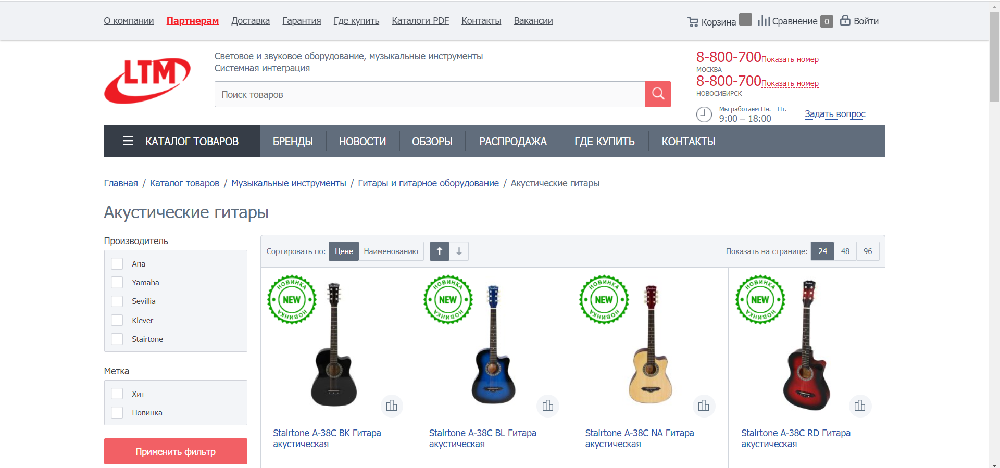 О компании Партнерам Доставка Гарантия Где купить Каталоги PDF Контакты Вакансии Корзина Сравнение 0 Войти
LTM
Световое и звуковое оборудование, музыкальные инструменты
Системная интеграция
Поиск товаров
8-800-700 Показать номер
МОСКВА
8-800-700 Показать номер
НОВОСИБИРСК
Мы работаем Пн. - Пт.
9:00 – 18:00
Задать вопрос
КАТАЛОГ ТОВАРОВ БРЕНДЫ НОВОСТИ ОБЗОРЫ РАСПРОДАЖА ГДЕ КУПИТЬ КОНТАКТЫ
Главная / Каталог товаров / Музыкальные инструменты / Гитары и гитарное оборудование / Акустические гитары
Акустические гитары
Производитель
Aria
Yamaha
Sevillia
Klever
Stairtone
Метка
Хит
Новинка
Применить фильтр
Сортировать по: Цене Наименованию Показать на странице: 24 48 96
НОВИНКА NEW НОВИНКА
НОВИНКА NEW НОВИНКА
НОВИНКА NEW НОВИНКА
НОВИНКА NEW НОВИНКА
Stairtone A-38C BK Гитара
акустическая
Stairtone A-38C BL Гитара
акустическая
Stairtone A-38C NA Гитара
акустическая
Stairtone A-38C RD Гитара
акустическая